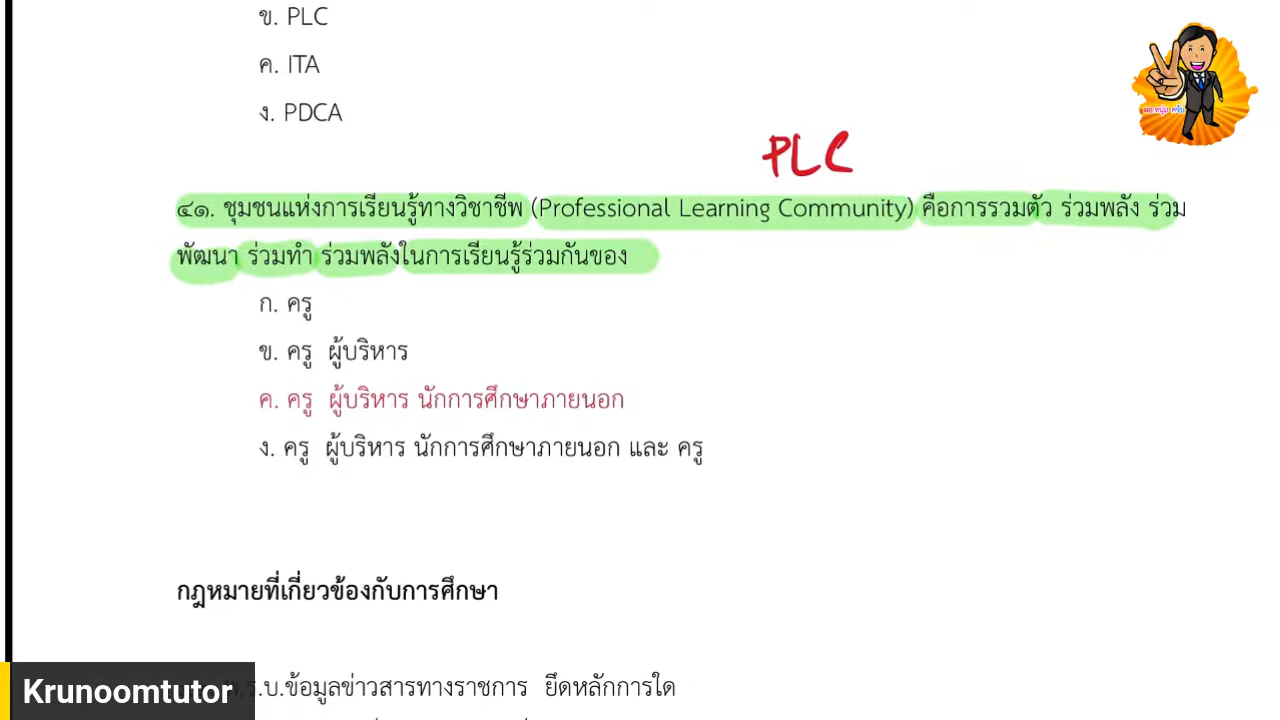 ข. PLC
ค. ITA
ง. PDCA
PLC
๔๑. ชุมชนแห่งการเรียนรู้ทางวิชาชีพ (Professional Learning Community) คือการรวมตัว ร่วมพลัง ร่วม
พัฒนา ร่วมทำ ร่วมพลังในการเรียนรู้ร่วมกันของ
ก. ครู
ข. ครู ผู้บริหาร
ค. ครู ผู้บริหาร นักการศึกษาภายนอก
ง. ครู ผู้บริหาร นักการศึกษาภายนอก และ ครู
กฎหมายที่เกี่ยวข้องกับการศึกษา
ร.บ.ข้อมูลข่าวสารทางราชการ ยึดหลักการใด
Krunoomtutor